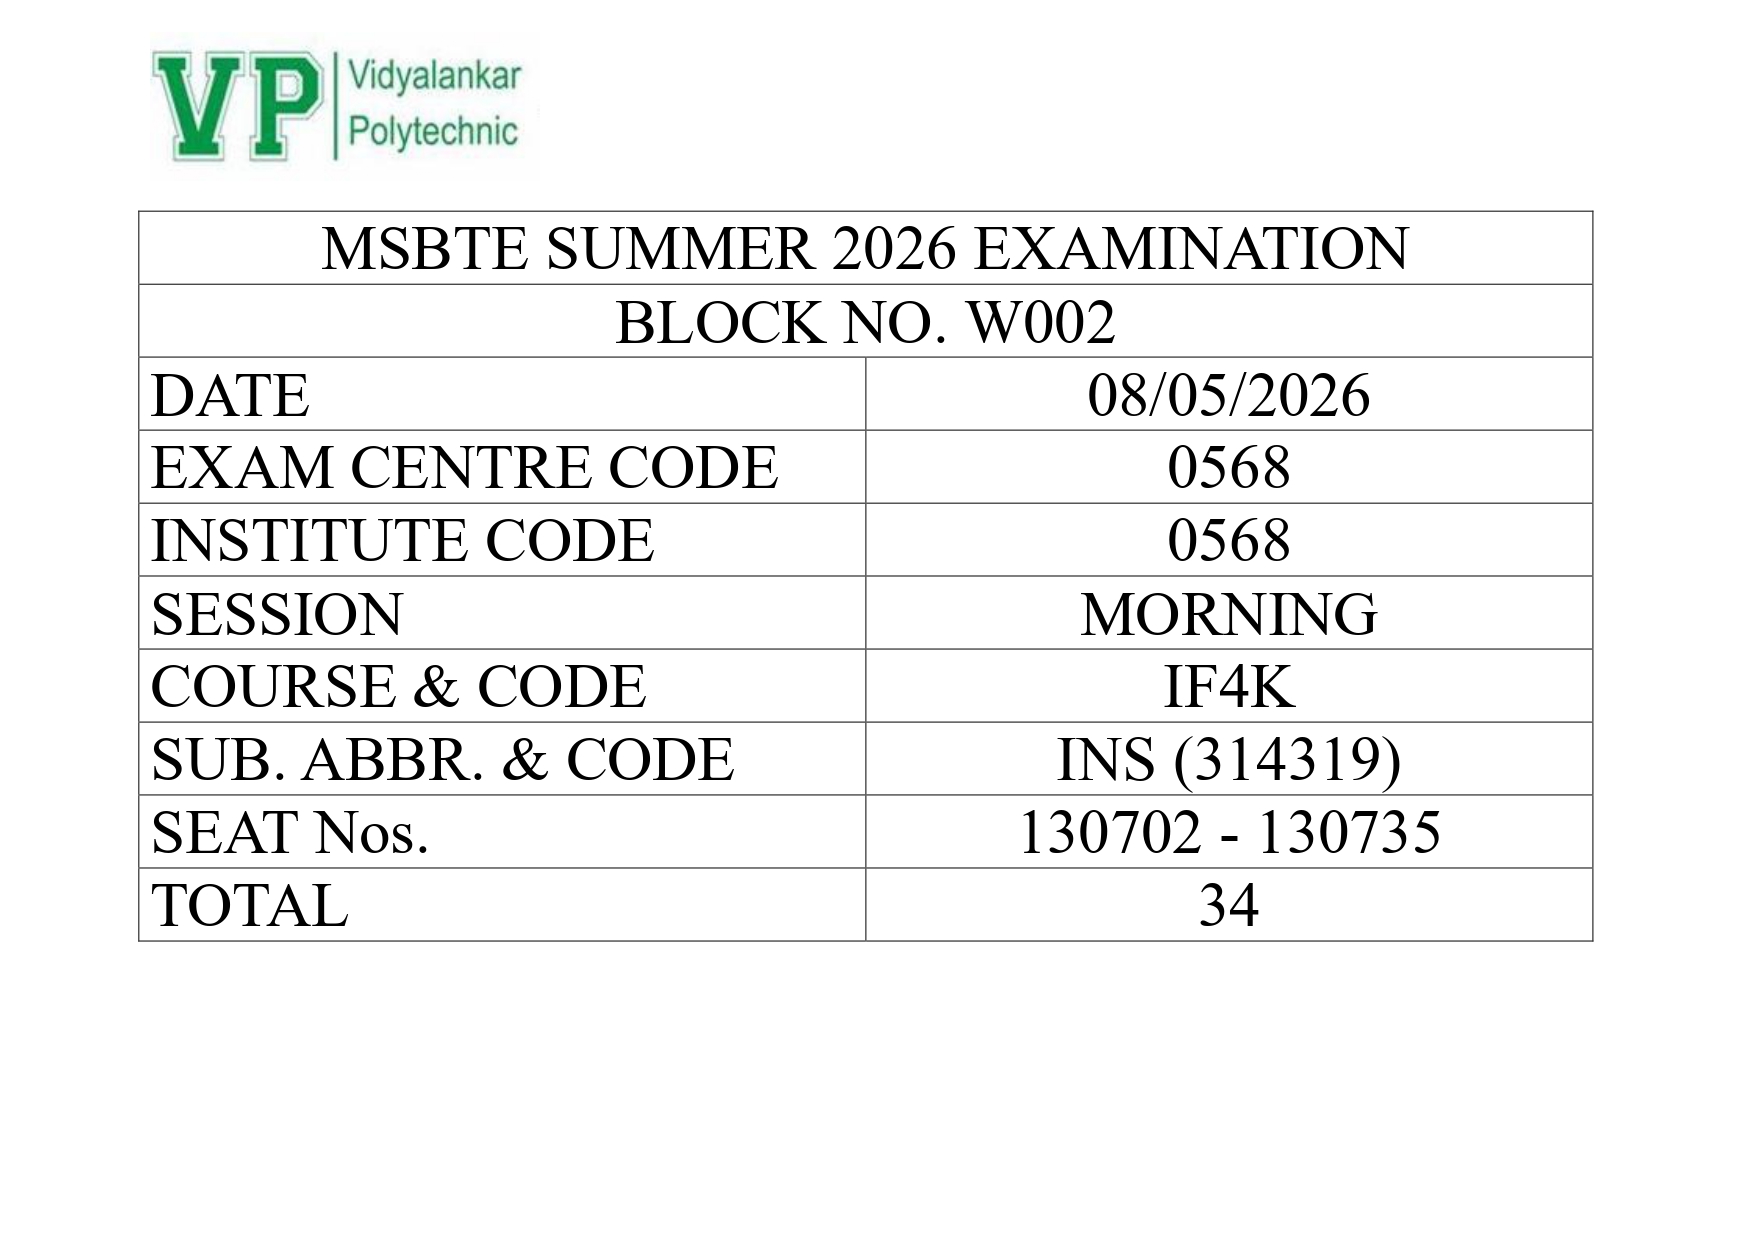 VP
Vidyalankar
Polytechnic
MSBTE SUMMER 2026 EXAMINATION
BLOCK NO. W002
DATE 08/05/2026
EXAM CENTRE CODE 0568
INSTITUTE CODE 0568
SESSION MORNING
COURSE & CODE IF4K
SUB. ABBR. & CODE INS (314319)
SEAT Nos. 130702 - 130735
TOTAL 34